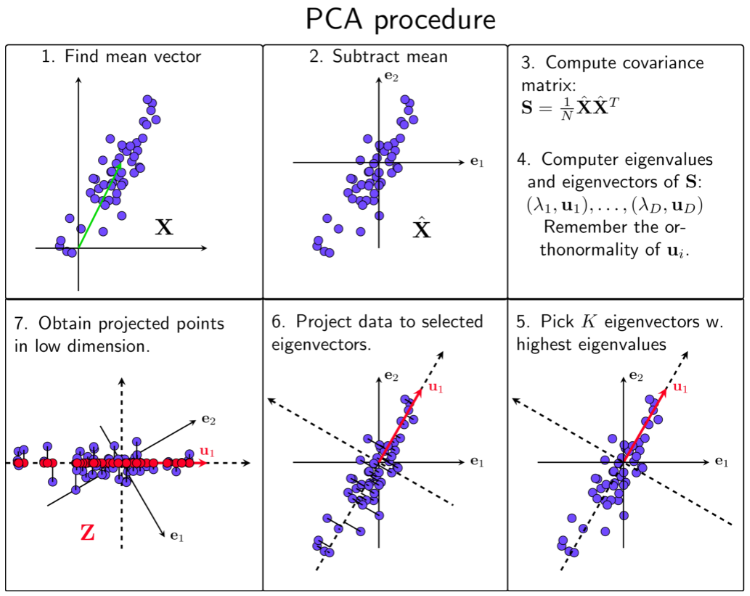 PCA procedure
1. Find mean vector
X
2. Subtract mean
e₂
e₁
X̂
3. Compute covariance
matrix:
S = 1/N X̂X̂ᵀ
4. Computer eigenvalues
and eigenvectors of S:
(λ₁, u₁), . . . , (λ_D, u_D)
Remember the or-
thonormality of uᵢ.
7. Obtain projected points
in low dimension.
e₂
u₁
e₁
Z
6. Project data to selected
eigenvectors.
e₂
u₁
e₁
5. Pick K eigenvectors w.
highest eigenvalues
e₂
u₁
e₁